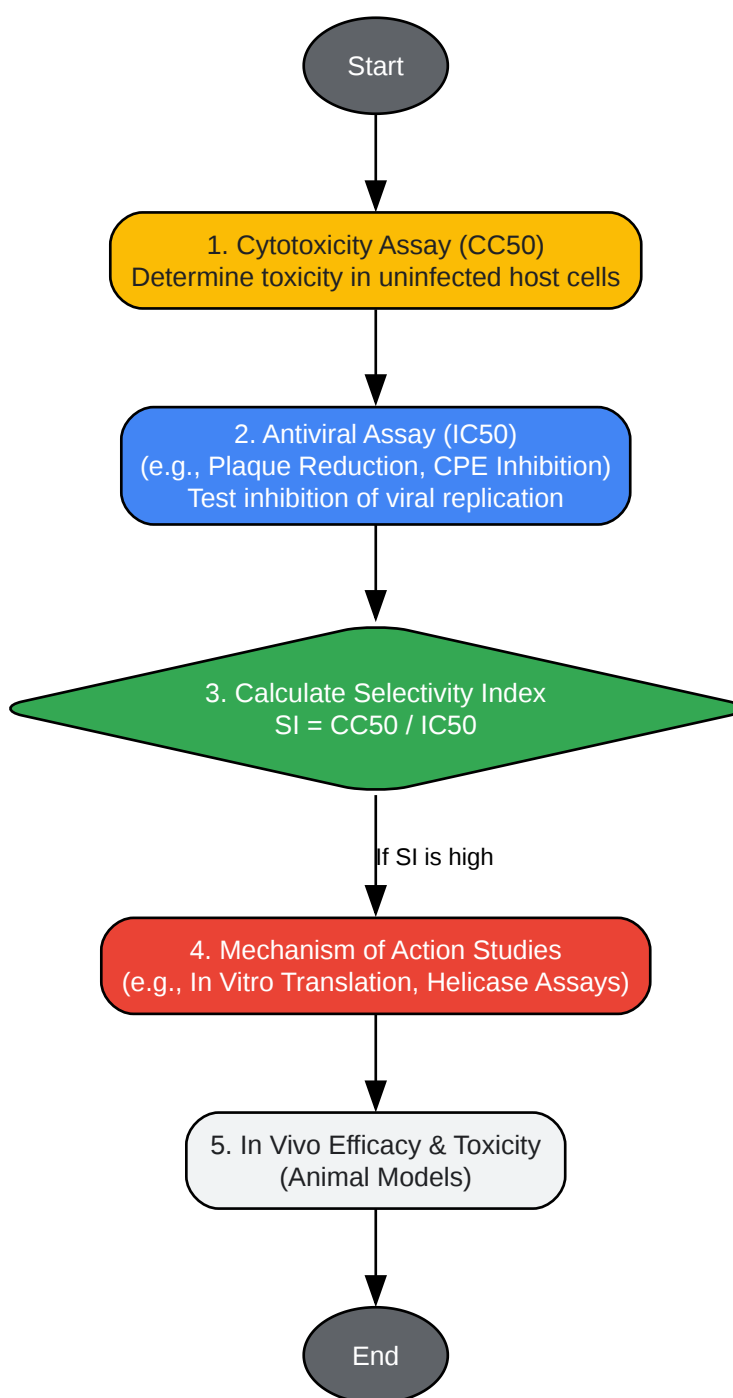 Start
1. Cytotoxicity Assay (CC50)
Determine toxicity in uninfected host cells
2. Antiviral Assay (IC50)
(e.g., Plaque Reduction, CPE Inhibition)
Test inhibition of viral replication
3. Calculate Selectivity Index
SI = CC50 / IC50
If SI is high
4. Mechanism of Action Studies
(e.g., In Vitro Translation, Helicase Assays)
5. In Vivo Efficacy & Toxicity
(Animal Models)
End